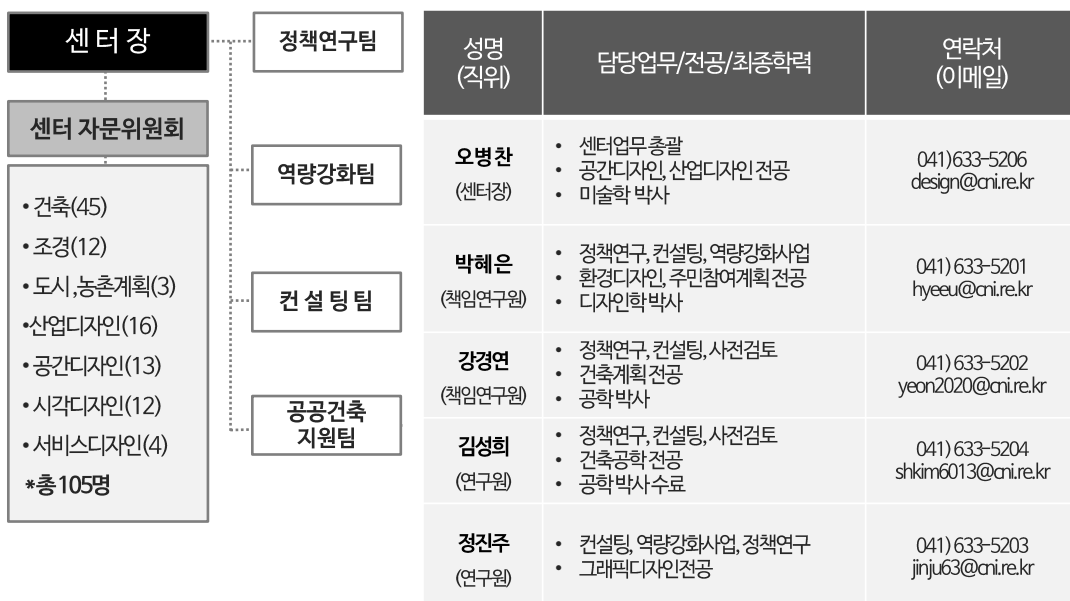 센터장
센터 자문위원회
• 건축(45)
• 조경(12)
• 도시,농촌계획(3)
•산업디자인(16)
• 공간디자인(13)
• 시각디자인(12)
• 서비스디자인(4)
*총 105명
정책연구팀
역량강화팀
컨설팅팀
공공건축
지원팀
성명
(직위)
담당업무/전공/최종학력
연락처
(이메일)
오병찬
(센터장)
• 센터업무 총괄
• 공간디자인, 산업디자인 전공
• 미술학 박사
041) 633-5206
design@cni.re.kr
박혜은
(책임연구원)
• 정책연구, 컨설팅, 역량강화사업
• 환경디자인, 주민참여계획 전공
• 디자인학 박사
041) 633-5201
hyeeu@cni.re.kr
강경연
(책임연구원)
• 정책연구, 컨설팅, 사전검토
• 건축계획 전공
• 공학 박사
041) 633-5202
yeon2020@cni.re.kr
김성희
(연구원)
• 정책연구, 컨설팅, 사전검토
• 건축공학 전공
• 공학 박사 수료
041) 633-5204
shkim6013@cni.re.kr
정진주
(연구원)
• 컨설팅, 역량강화사업, 정책연구
• 그래픽디자인전공
041) 633-5203
jinju63@cni.re.kr